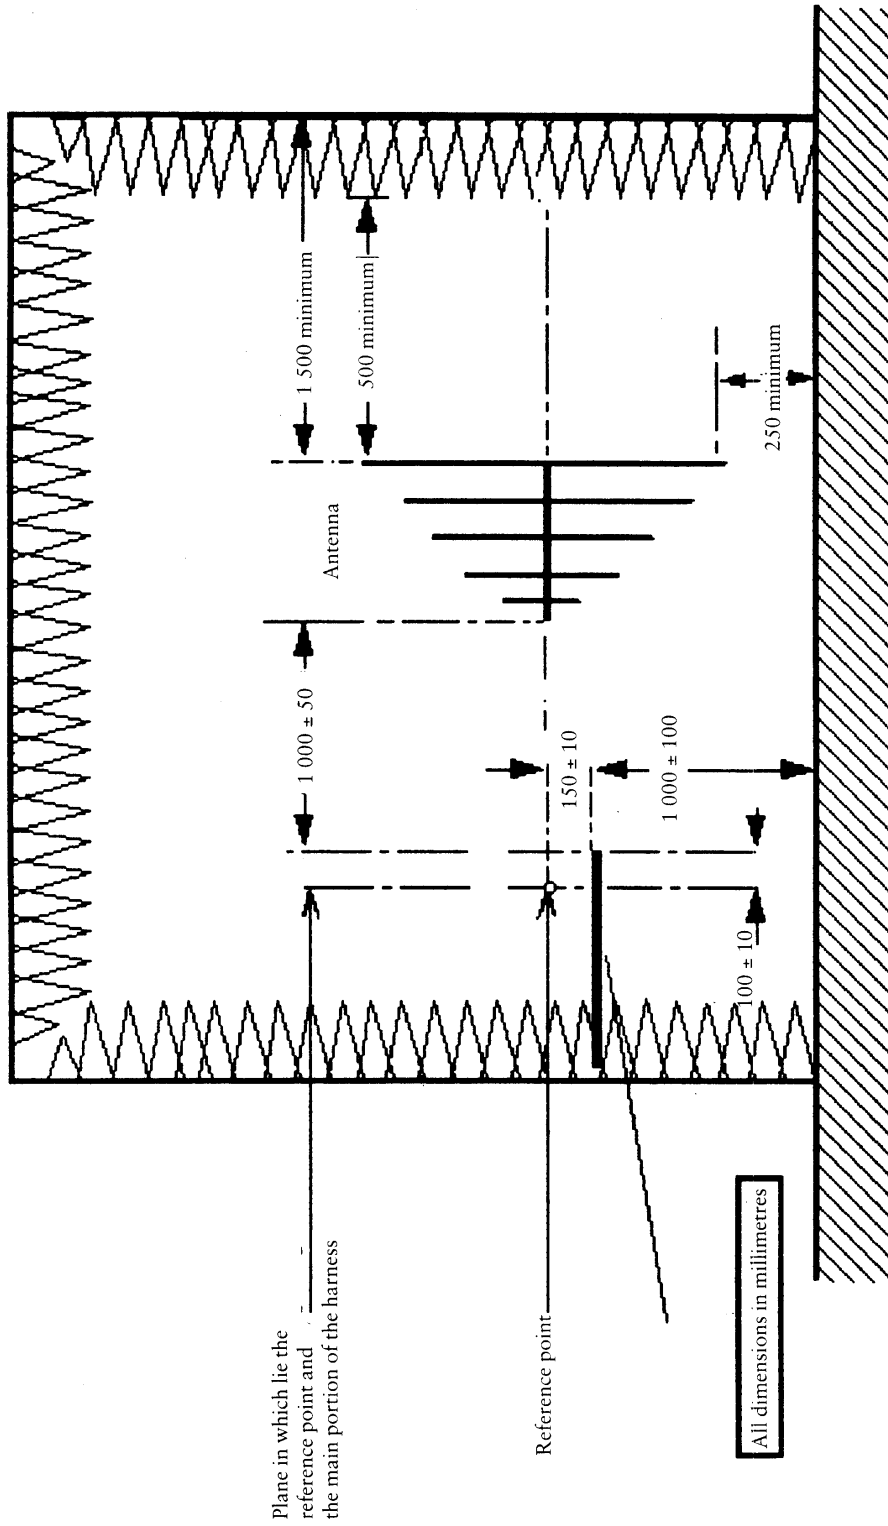 1 500 minimum
500 minimum
Antenna
250 minimum
1 000 ± 50
150 ± 10
1 000 ± 100
100 ± 10
Plane in which lie the
reference point and
the main portion of the harness
Reference point
All dimensions in millimetres